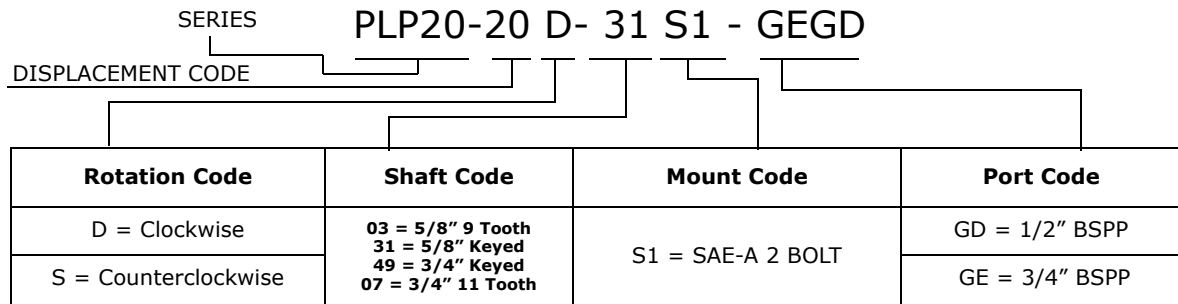 SERIES
PLP20-20 D- 31 S1 - GEGD
DISPLACEMENT CODE
Rotation Code
Shaft Code
Mount Code
Port Code
D = Clockwise
S = Counterclockwise
03 = 5/8” 9 Tooth
31 = 5/8” Keyed
49 = 3/4” Keyed
07 = 3/4” 11 Tooth
S1 = SAE-A 2 BOLT
GD = 1/2” BSPP
GE = 3/4” BSPP